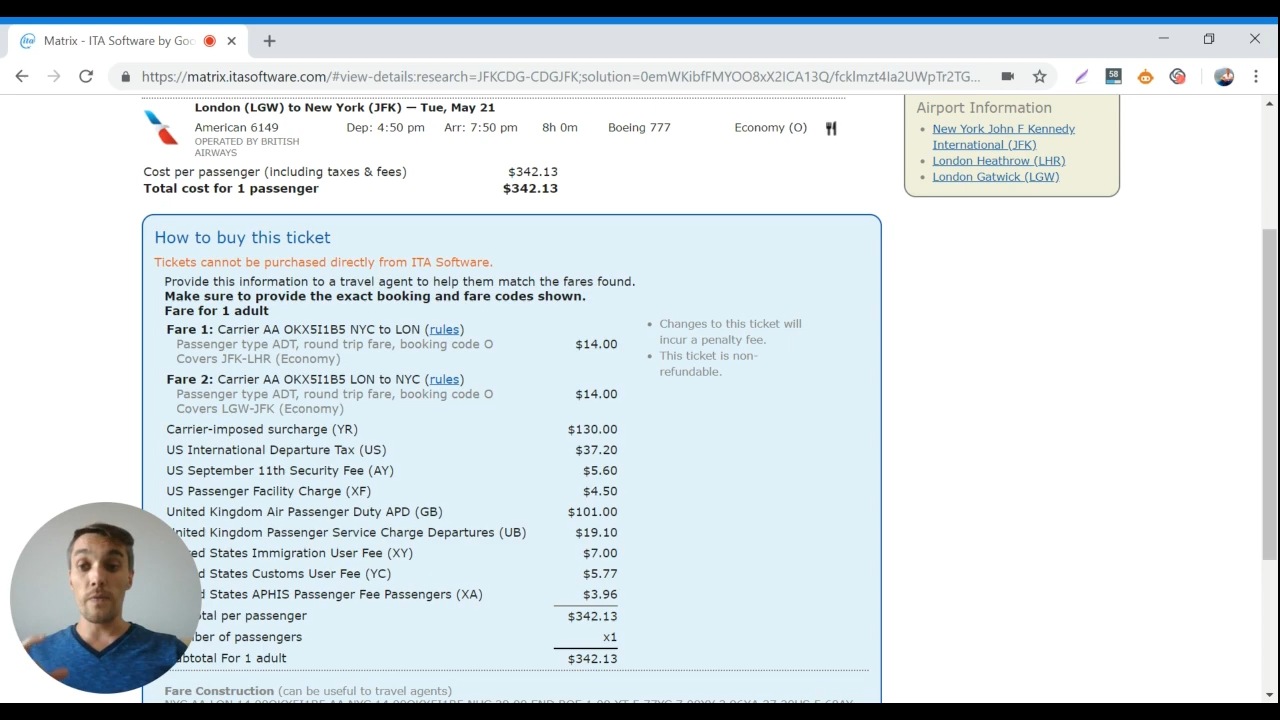 Matrix - ITA Software by Goo
https://matrix.itasoftware.com/#view-details:research=JFKCDG-CDGJFK;solution=0emWKibfFMYOO8xX2ICA13Q/fckImzt4Ia2UWpTr2TG...
58
London (LGW) to New York (JFK) — Tue, May 21
American 6149 Dep: 4:50 pm Arr: 7:50 pm 8h 0m Boeing 777 Economy (O)
OPERATED BY BRITISH
AIRWAYS
Cost per passenger (including taxes & fees) $342.13
Total cost for 1 passenger $342.13
Airport Information
New York John F Kennedy
International (JFK)
London Heathrow (LHR)
London Gatwick (LGW)
How to buy this ticket
Tickets cannot be purchased directly from ITA Software.
Provide this information to a travel agent to help them match the fares found.
Make sure to provide the exact booking and fare codes shown.
Fare for 1 adult
Fare 1: Carrier AA OKX5I1B5 NYC to LON (rules)
Passenger type ADT, round trip fare, booking code O $14.00
Covers JFK-LHR (Economy)
Fare 2: Carrier AA OKX5I1B5 LON to NYC (rules)
Passenger type ADT, round trip fare, booking code O $14.00
Covers LGW-JFK (Economy)
• Changes to this ticket will
incur a penalty fee.
• This ticket is non-
refundable.
Carrier-imposed surcharge (YR) $130.00
US International Departure Tax (US) $37.20
US September 11th Security Fee (AY) $5.60
US Passenger Facility Charge (XF) $4.50
United Kingdom Air Passenger Duty APD (GB) $101.00
nited Kingdom Passenger Service Charge Departures (UB) $19.10
ed States Immigration User Fee (XY) $7.00
d States Customs User Fee (YC) $5.77
d States APHIS Passenger Fee Passengers (XA) $3.96
otal per passenger $342.13
ber of passengers x1
ubtotal For 1 adult $342.13
Fare Construction (can be useful to travel agents)